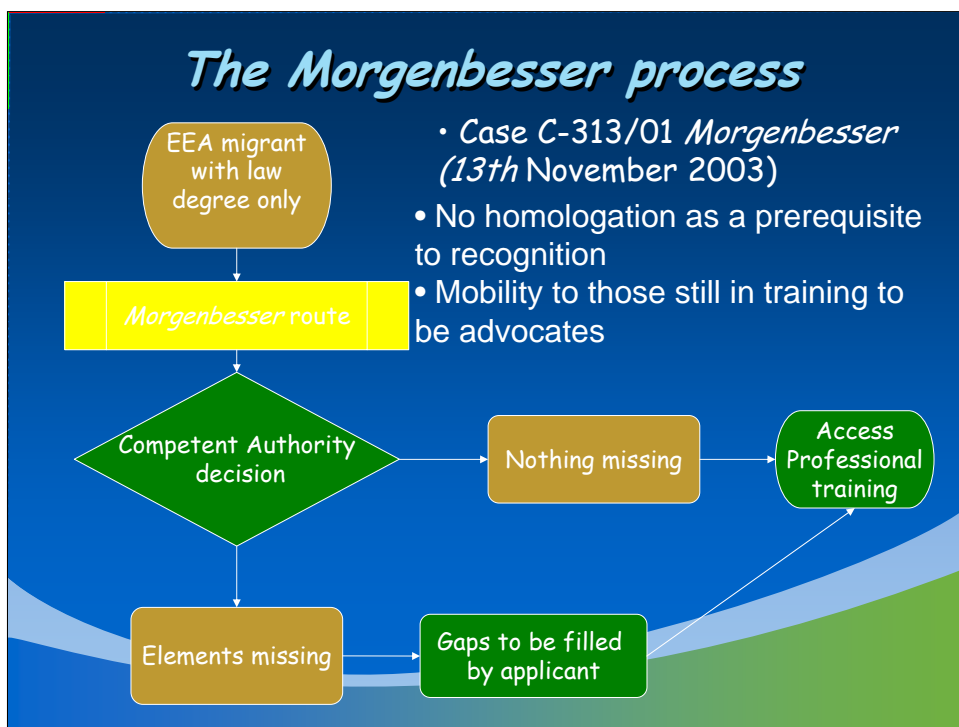 The Morgenbesser process
EEA migrant
with law
degree only
• Case C-313/01 Morgenbesser
(13th November 2003)
• No homologation as a prerequisite
to recognition
• Mobility to those still in training to
be advocates
Morgenbesser route
Competent Authority
decision
Nothing missing
Access
Professional
training
Elements missing
Gaps to be filled
by applicant